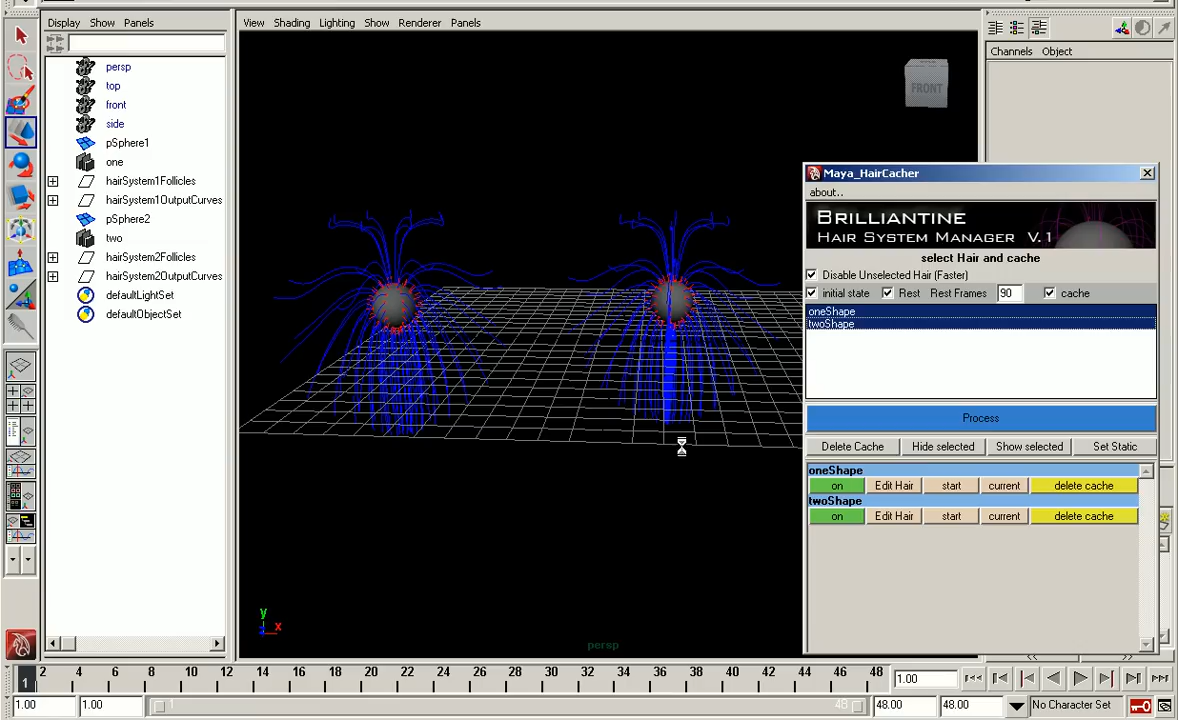 Display Show Panels
persp
top
front
side
pSphere1
one
hairSystem1Follicles
hairSystem1OutputCurves
pSphere2
two
hairSystem2Follicles
hairSystem2OutputCurves
defaultLightSet
defaultObjectSet
View Shading Lighting Show Renderer Panels
FRONT
y
x
persp
Channels Object
Maya_HairCacher
about..
BRILLIANTINE
HAIR SYSTEM MANAGER V.1
select Hair and cache
Disable Unselected Hair (Faster)
initial state Rest Rest Frames 90 cache
oneShape
twoShape
Process
Delete Cache Hide selected Show selected Set Static
oneShape
on Edit Hair start current delete cache
twoShape
on Edit Hair start current delete cache
1 2 4 6 8 10 12 14 16 18 20 22 24 26 28 30 32 34 36 38 40 42 44 46 48 1.00
1.00 1.00 1 48 48.00 48.00 No Character Set